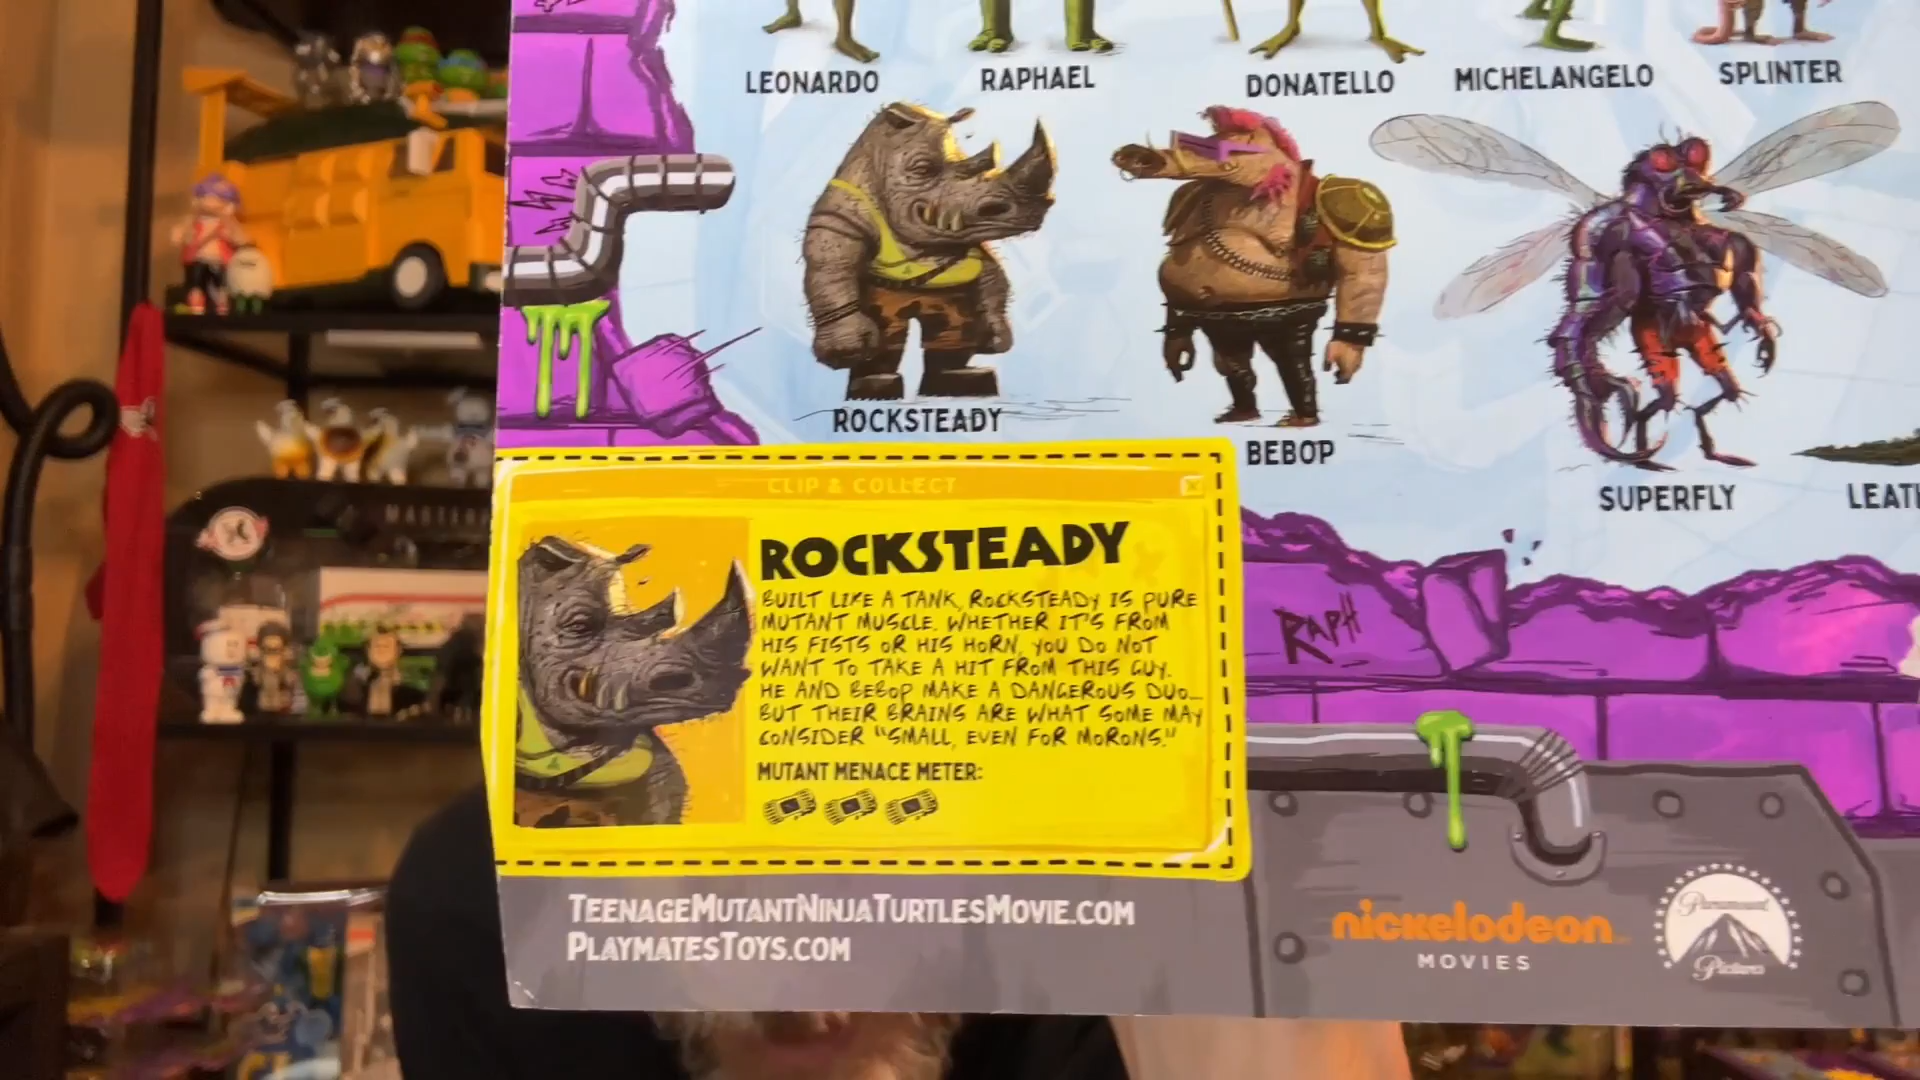 LEONARDO
RAPHAEL
DONATELLO
MICHELANGELO
SPLINTER
ROCKSTEADY
BEBOP
SUPERFLY
CLIP & COLLECT
ROCKSTEADY
BUILT LIKE A TANK, ROCKSTEADY IS PURE
MUTANT MUSCLE. WHETHER IT'S FROM
HIS FISTS OR HIS HORN, YOU DO NOT
WANT TO TAKE A HIT FROM THIS GUY.
HE AND BEBOP MAKE A DANGEROUS DUO...
BUT THEIR BRAINS ARE WHAT SOME MAY
CONSIDER "SMALL, EVEN FOR MORONS."
MUTANT MENACE METER:
RAPH
TEENAGEMUTANTNINJATURTLESMOVIE.COM
PLAYMATESTOYS.COM
nickelodeon
MOVIES
Paramount
Pictures